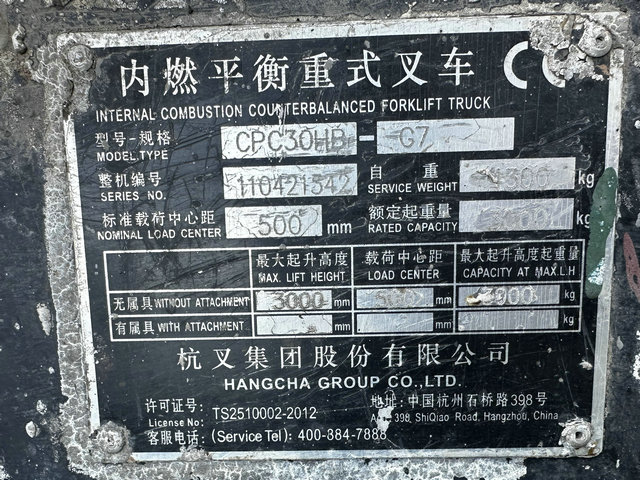 内燃平衡重式叉车 CE
INTERNAL COMBUSTION COUNTERBALANCED FORKLIFT TRUCK
型号-规格 CPC30HB-G7
MODEL.TYPE
整机编号 110421542 自重 kg
SERIES NO. SERVICE WEIGHT
标准载荷中心距 500 mm 额定起重量 kg
NOMINAL LOAD CENTER RATED CAPACITY
最大起升高度 载荷中心距 最大起升高度起重量
MAX. LIFT HEIGHT LOAD CENTER CAPACITY AT MAX.L.H
无属具 WITHOUT ATTACHMENT 3000 mm 500 mm 3000 kg
有属具 WITH ATTACHMENT mm mm kg
杭叉集团股份有限公司
HANGCHA GROUP CO.,LTD.
许可证号: TS2510002-2012 地址: 中国杭州石桥路398号
License No: 398, ShiQiao Road, Hangzhou, China
客服电话: (Service Tel): 400-884-7888